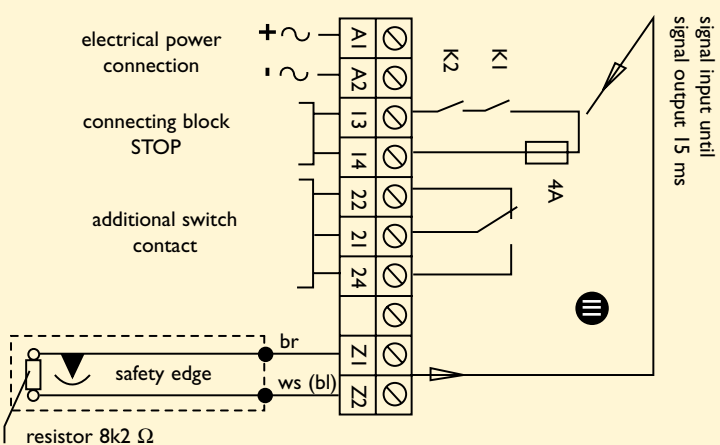 electrical power
connection
+
-
connecting block
STOP
additional switch
contact
A1
A2
13
14
22
21
24
Z1
Z2
K2
K1
4A
signal input until
signal output 15 ms
br
ws (bl)
safety edge
resistor 8k2 Ω